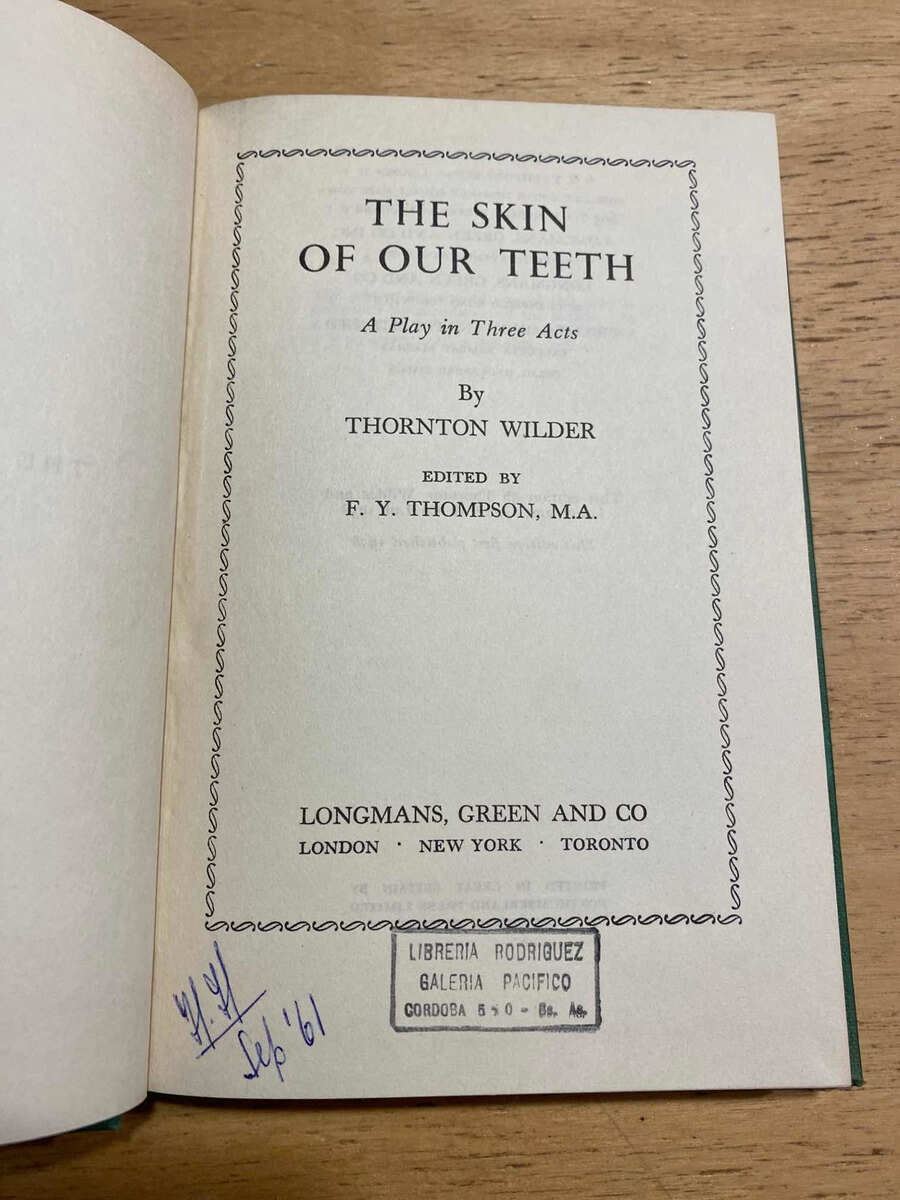 THE SKIN
OF OUR TEETH
A Play in Three Acts
By
THORNTON WILDER
EDITED BY
F. Y. THOMPSON, M.A.
LONGMANS, GREEN AND CO
LONDON · NEW YORK · TORONTO
LIBRERIA RODRIGUEZ
GALERIA PACIFICO
CORDOBA - Bs. As.
Sep '61